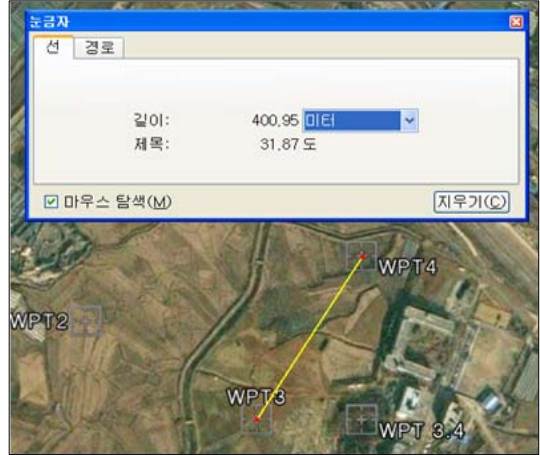 눈금자
선 경로
길이: 400,95 미터
제목: 31,87 도
마우스 탐색(M)
지우기(C)
WPT4
WPT2
WPT3
WPT 3.4